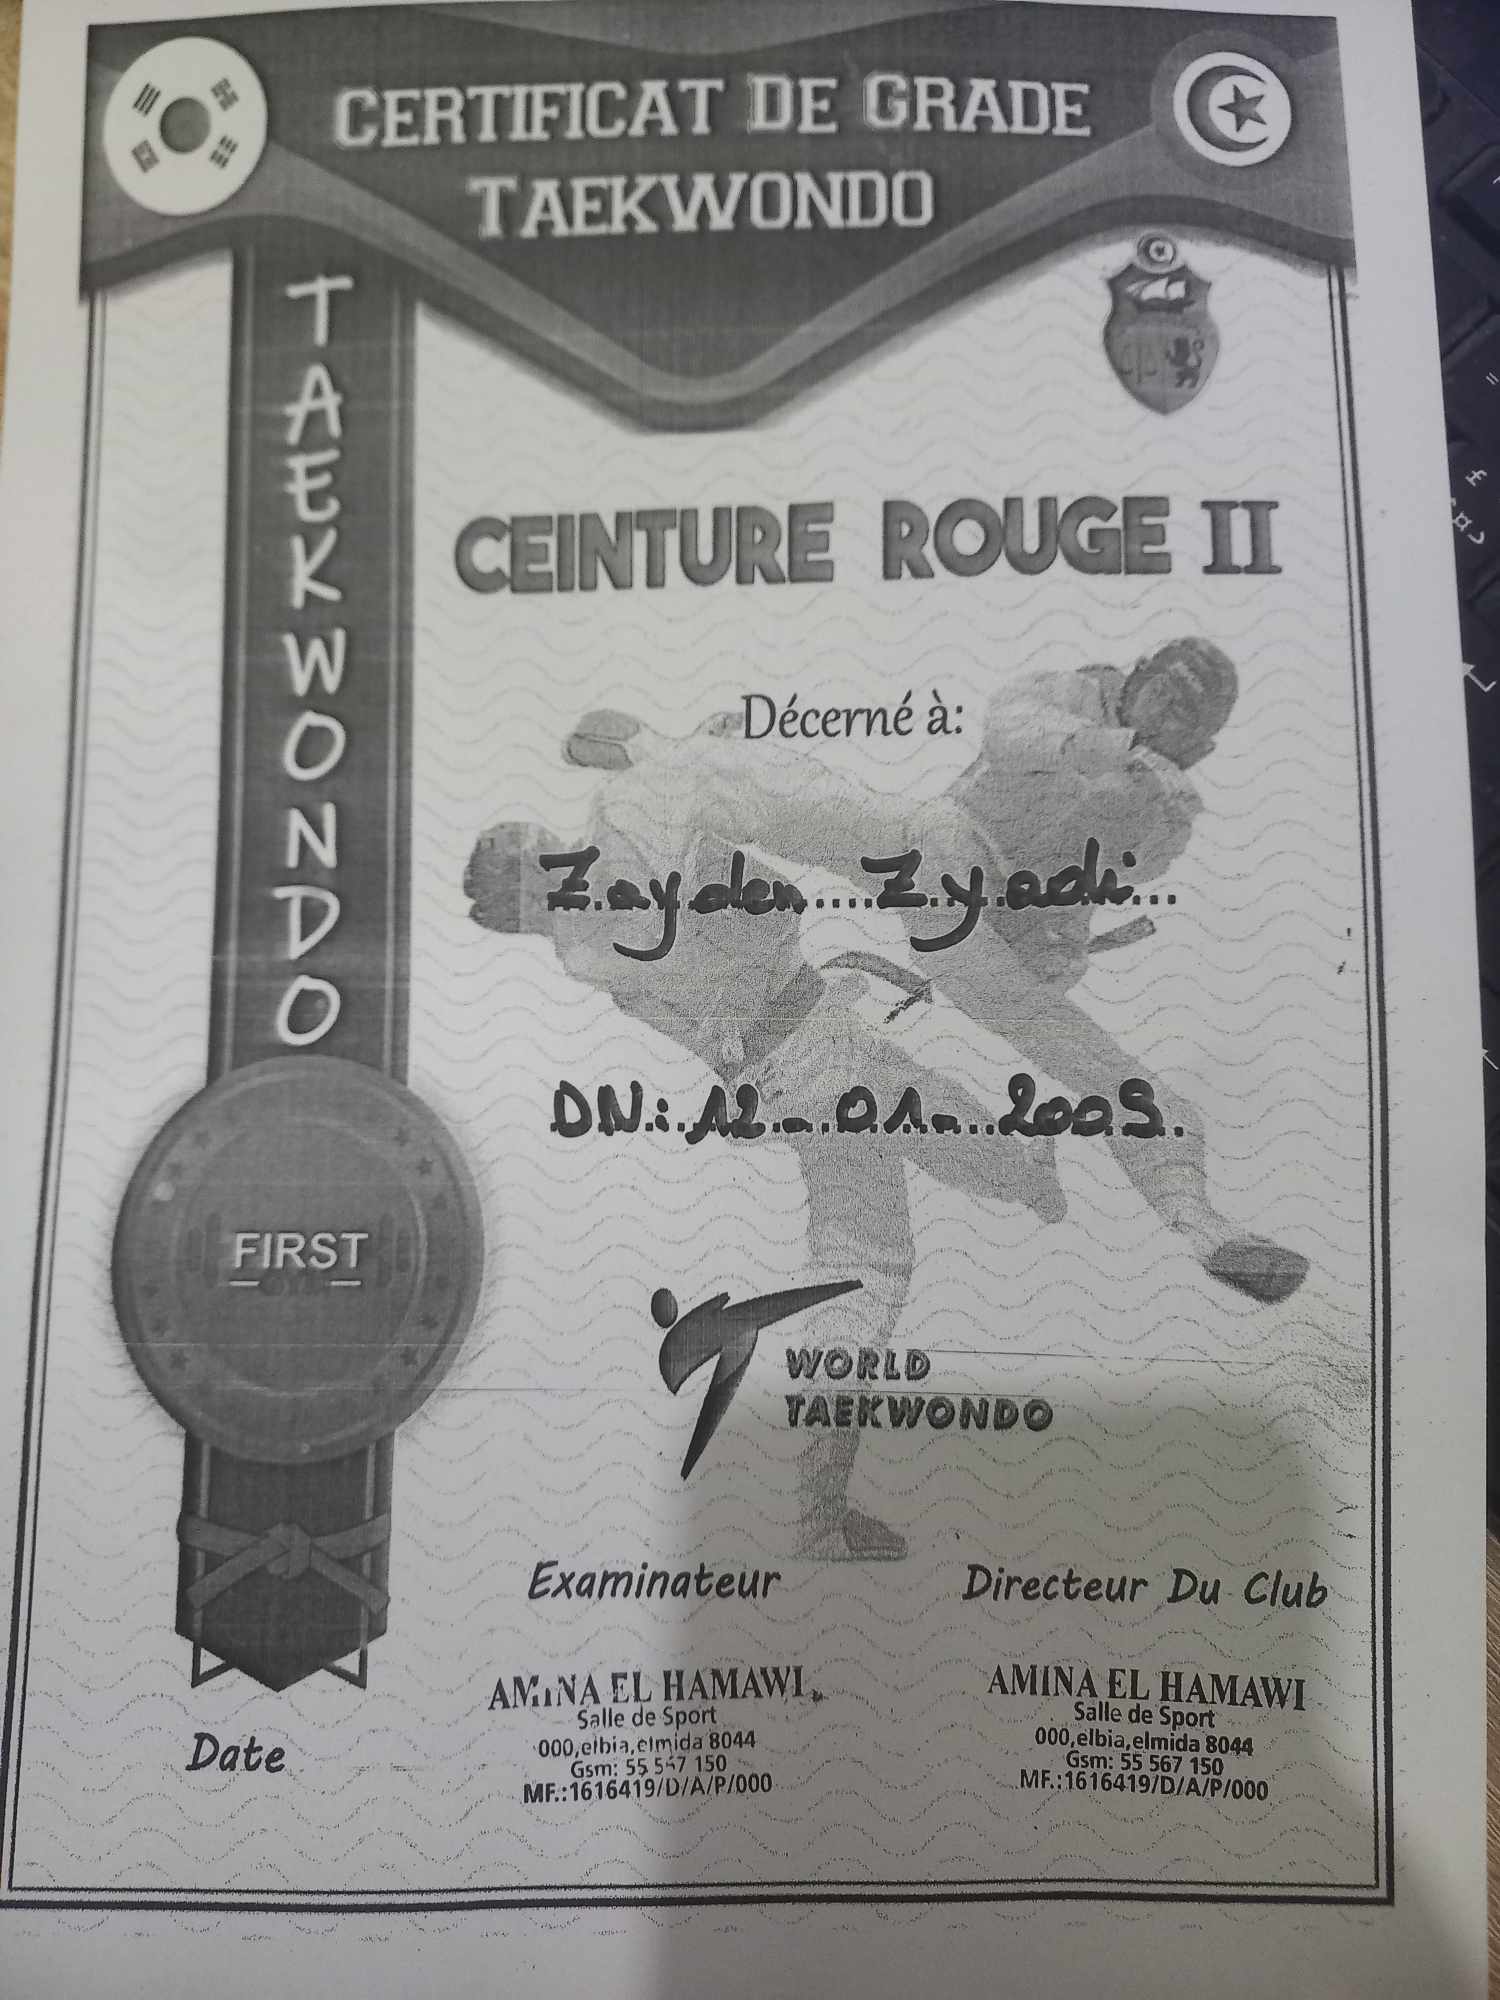 CERTIFICAT DE GRADE
TAEKWONDO
TAEKWONDO
CEINTURE ROUGE II
Décerné à:
Zayden Zyadi
DN: 12-01-2009
FIRST
WORLD
TAEKWONDO
Examinateur
AMINA EL HAMAWI
Salle de Sport
000,elbia,elmida 8044
Gsm: 55 567 150
MF.:1616419/D/A/P/000
Directeur Du Club
AMINA EL HAMAWI
Salle de Sport
000,elbia,elmida 8044
Gsm: 55 567 150
MF.:1616419/D/A/P/000
Date